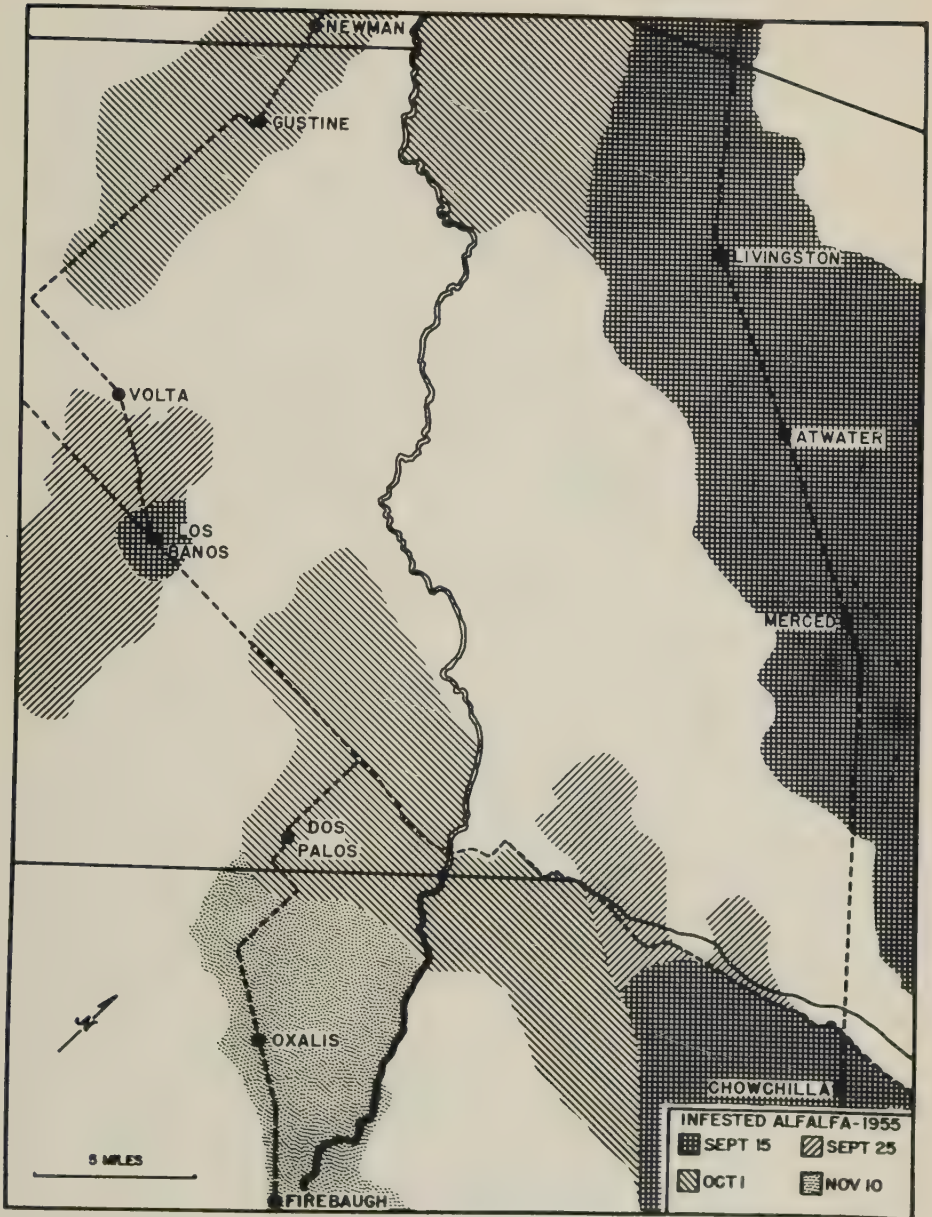 NEWMAN
GUSTINE
LIVINGSTON
VOLTA
ATWATER
LOS
BANOS
MERCED
DOS
PALOS
OXALIS
CHOWCHILLA
INFESTED ALFALFA-1955
SEPT 15 SEPT 25
OCT 1 NOV 10
5 MILES
FIREBAUGH
N